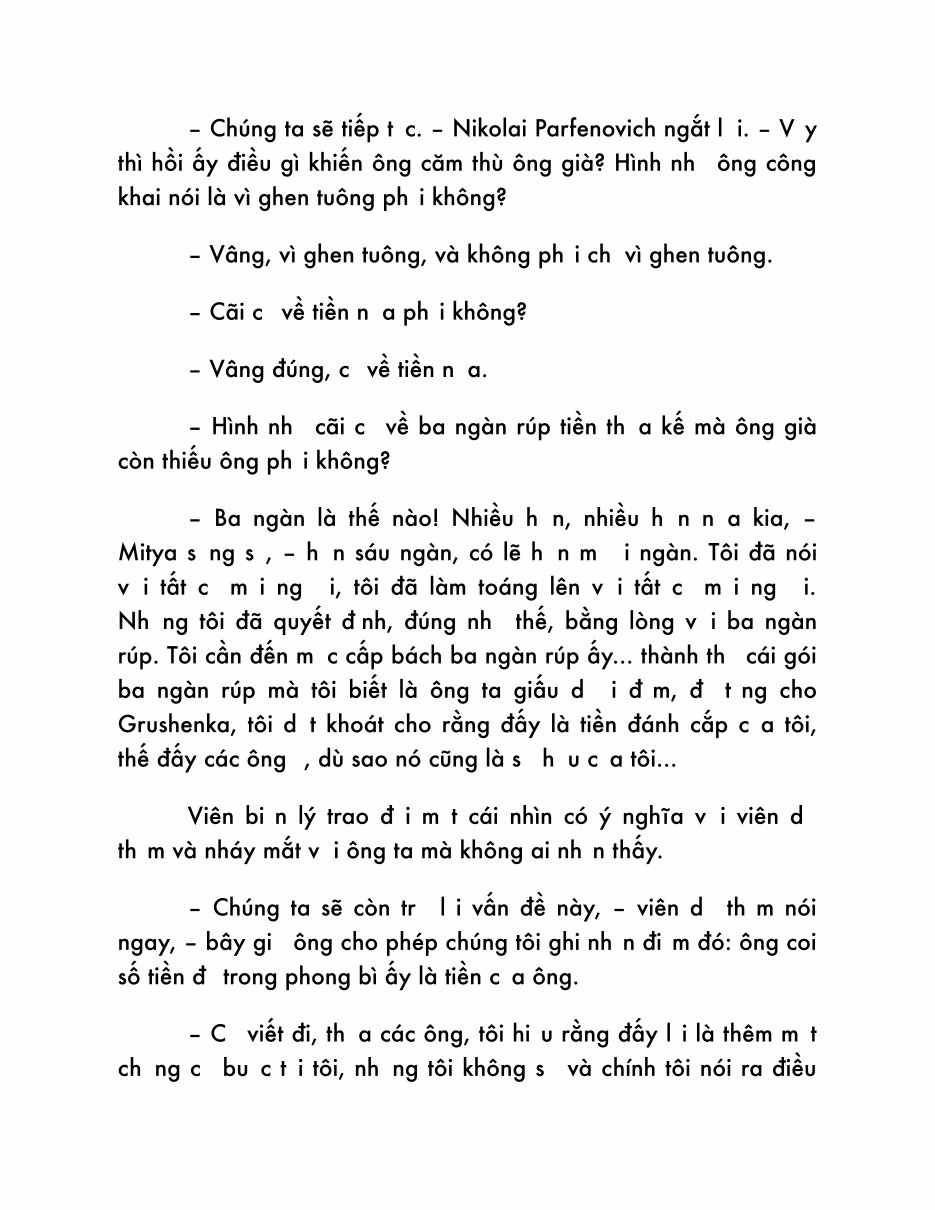 – Chúng ta sẽ tiếp t c. – Nikolai Parfenovich ngắt l i. – V y
thì hồi ấy điều gì khiến ông căm thù ông già? Hình nh ông công
khai nói là vì ghen tuông ph i không?
– Vâng, vì ghen tuông, và không ph i ch vì ghen tuông.
– Cãi c về tiền n a ph i không?
– Vâng đúng, c về tiền n a.
– Hình nh cãi c về ba ngàn rúp tiền th a kế mà ông già
còn thiếu ông ph i không?
– Ba ngàn là thế nào! Nhiều h n, nhiều h n n a kia, –
Mitya s ng s , – h n sáu ngàn, có lẽ h n m i ngàn. Tôi đã nói
v i tất c m i ng i, tôi đã làm toáng lên v i tất c m i ng i.
Nh ng tôi đã quyết đ nh, đúng nh thế, bằng lòng v i ba ngàn
rúp. Tôi cần đến m c cấp bách ba ngàn rúp ấy... thành th cái gói
ba ngàn rúp mà tôi biết là ông ta giấu d i đ m, đ t ng cho
Grushenka, tôi d t khoát cho rằng đấy là tiền đánh cắp c a tôi,
thế đấy các ông , dù sao nó cũng là s h u c a tôi...
Viên bi n lý trao đ i m t cái nhìn có ý nghĩa v i viên d
th m và nháy mắt v i ông ta mà không ai nh n thấy.
– Chúng ta sẽ còn tr l i vấn đề này, – viên d th m nói
ngay, – bây gi ông cho phép chúng tôi ghi nh n đi m đó: ông coi
số tiền đ trong phong bì ấy là tiền c a ông.
– C viết đi, th a các ông, tôi hi u rằng đấy l i là thêm m t
ch ng c bu c t i tôi, nh ng tôi không s và chính tôi nói ra điều